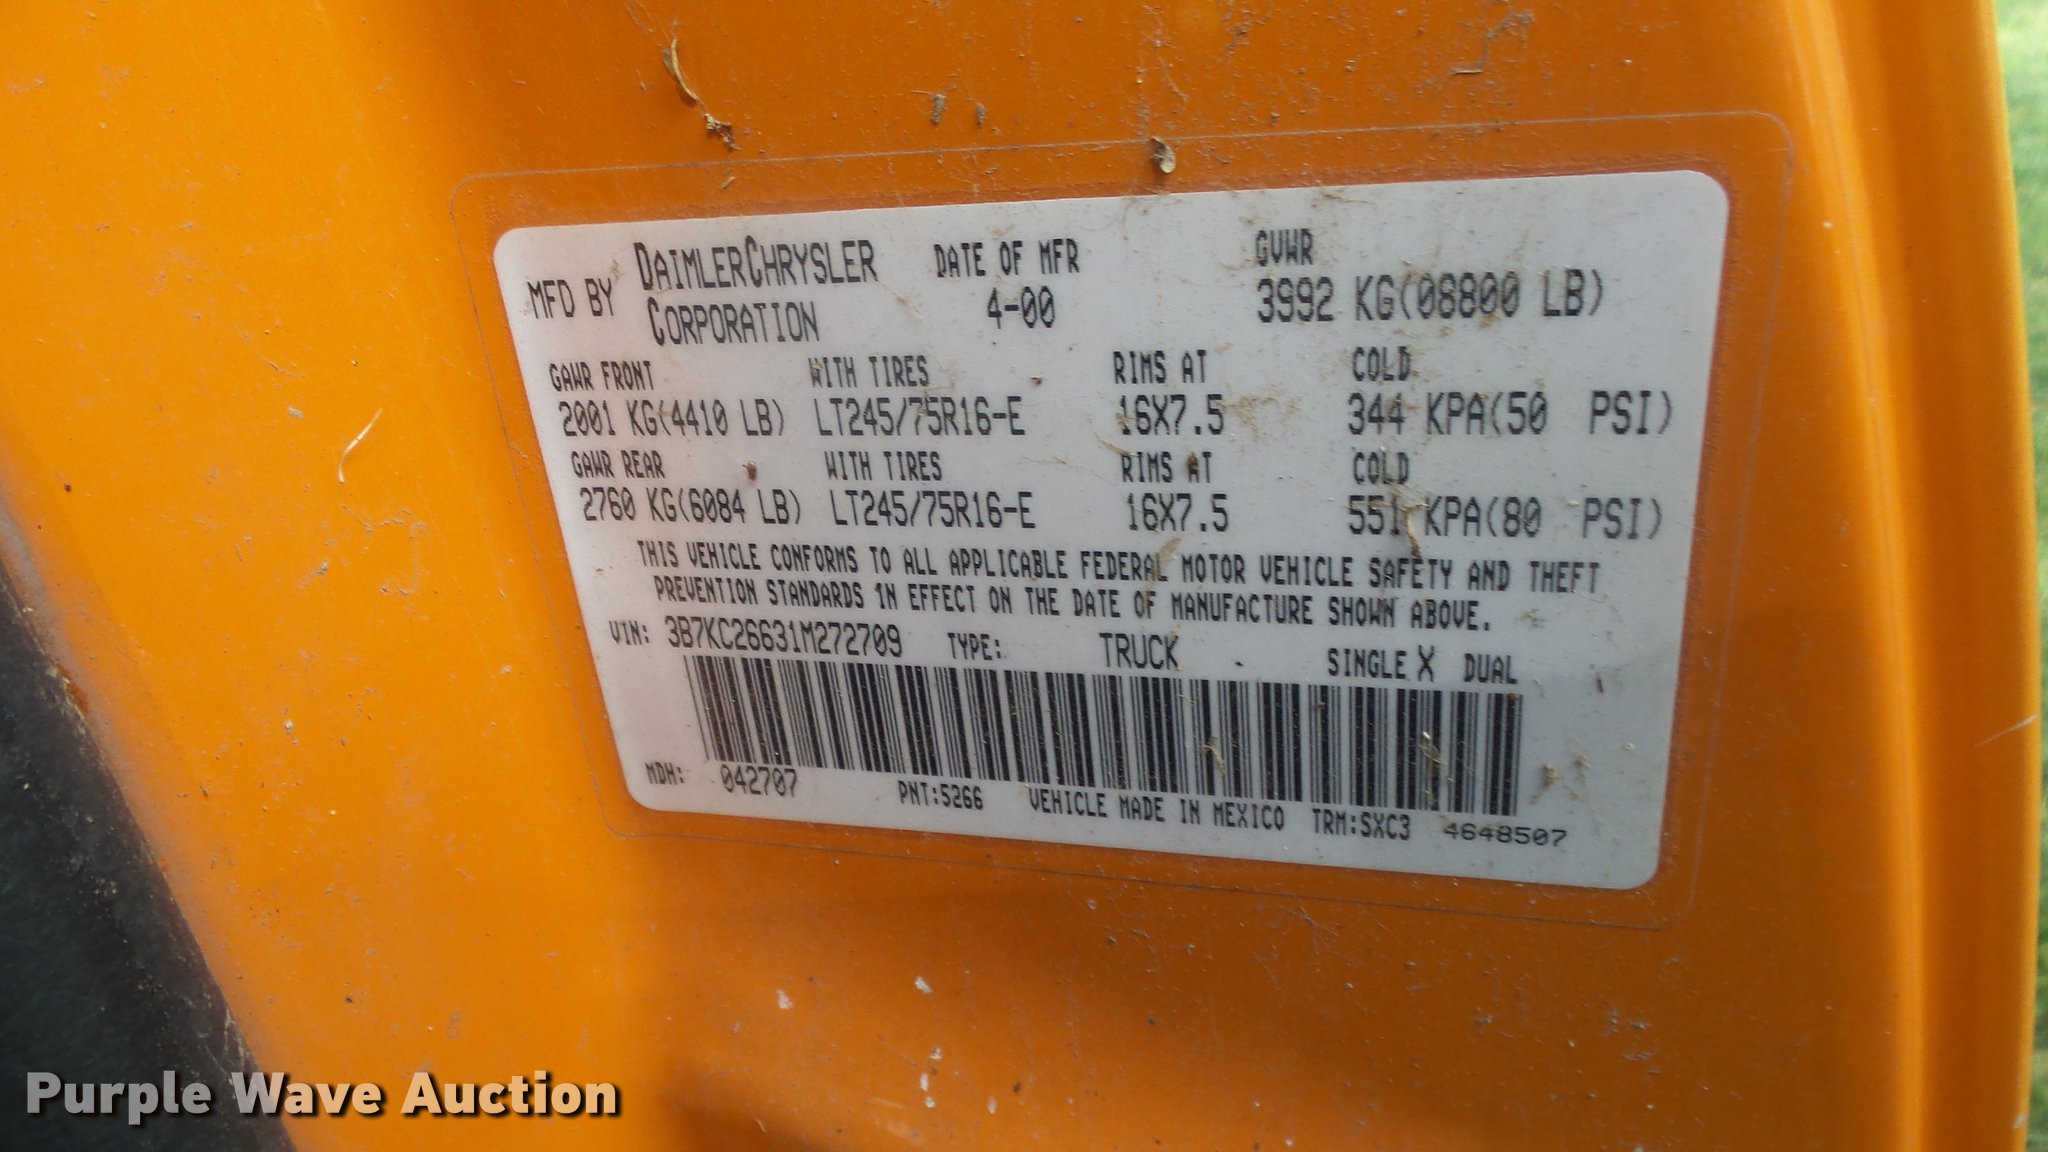 MFD BY DAIMLERCHRYSLER CORPORATION DATE OF MFR 4-00 GVWR 3992 KG(08800 LB)
GAWR FRONT WITH TIRES RIMS AT COLD
2001 KG(4410 LB) LT245/75R16-E 16X7.5 344 KPA(50 PSI)
GAWR REAR WITH TIRES RIMS AT COLD
2760 KG(6084 LB) LT245/75R16-E 16X7.5 551 KPA(80 PSI)
THIS VEHICLE CONFORMS TO ALL APPLICABLE FEDERAL MOTOR VEHICLE SAFETY AND THEFT
PREVENTION STANDARDS IN EFFECT ON THE DATE OF MANUFACTURE SHOWN ABOVE.
VIN: 3B7KC26631M272709 TYPE: TRUCK SINGLE X DUAL
MDH: 042707 PNT:5266 VEHICLE MADE IN MEXICO TRM:SXC3 4648507
Purple Wave Auction